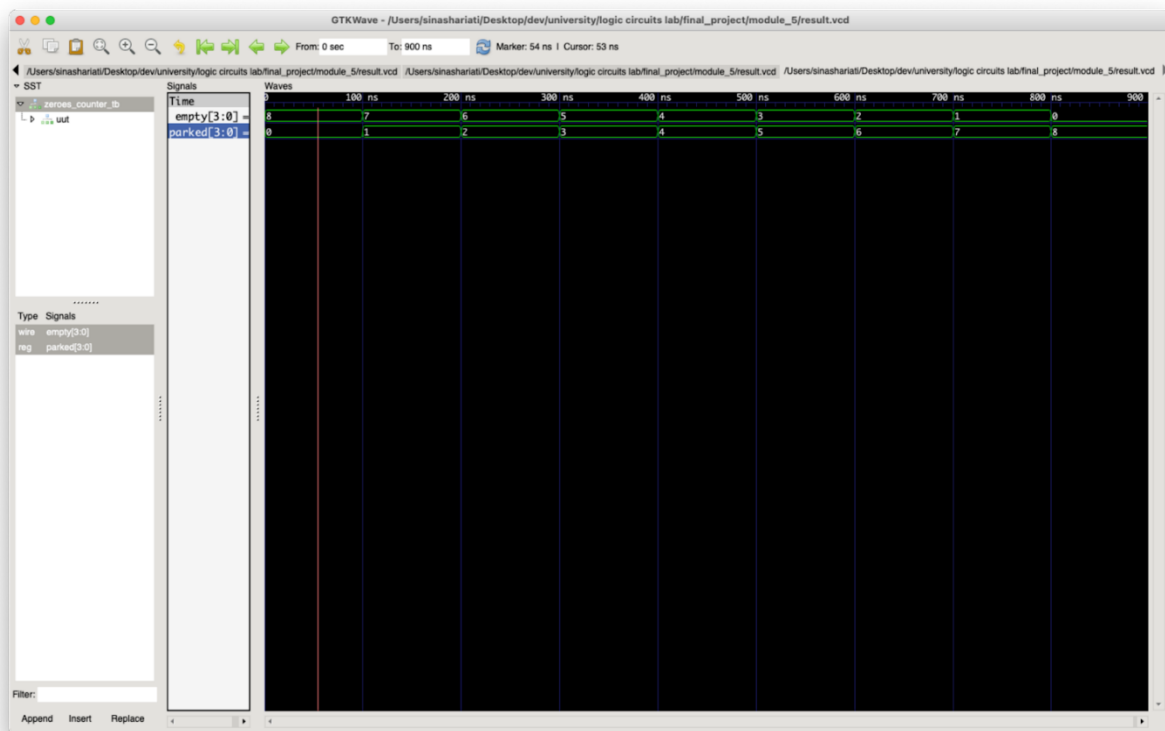 GTKWave - /Users/sinashariati/Desktop/dev/university/logic circuits lab/final_project/module_5/result.vcd
From: 0 sec To: 900 ns Marker: 54 ns | Cursor: 53 ns
/Users/sinashariati/Desktop/dev/university/logic circuits lab/final_project/module_5/result.vcd /Users/sinashariati/Desktop/dev/university/logic circuits lab/final_project/module_5/result.vcd /Users/sinashariati/Desktop/dev/university/logic circuits lab/final_project/module_5/result.vcd
SST
zeroes_counter_tb
uut
Type Signals
wire empty[3:0]
reg parked[3:0]
Filter:
Append Insert Replace
Signals
Time
empty[3:0] =
parked[3:0] =
Waves
0 100 ns 200 ns 300 ns 400 ns 500 ns 600 ns 700 ns 800 ns 900
8 7 6 5 4 3 2 1 0
0 1 2 3 4 5 6 7 8